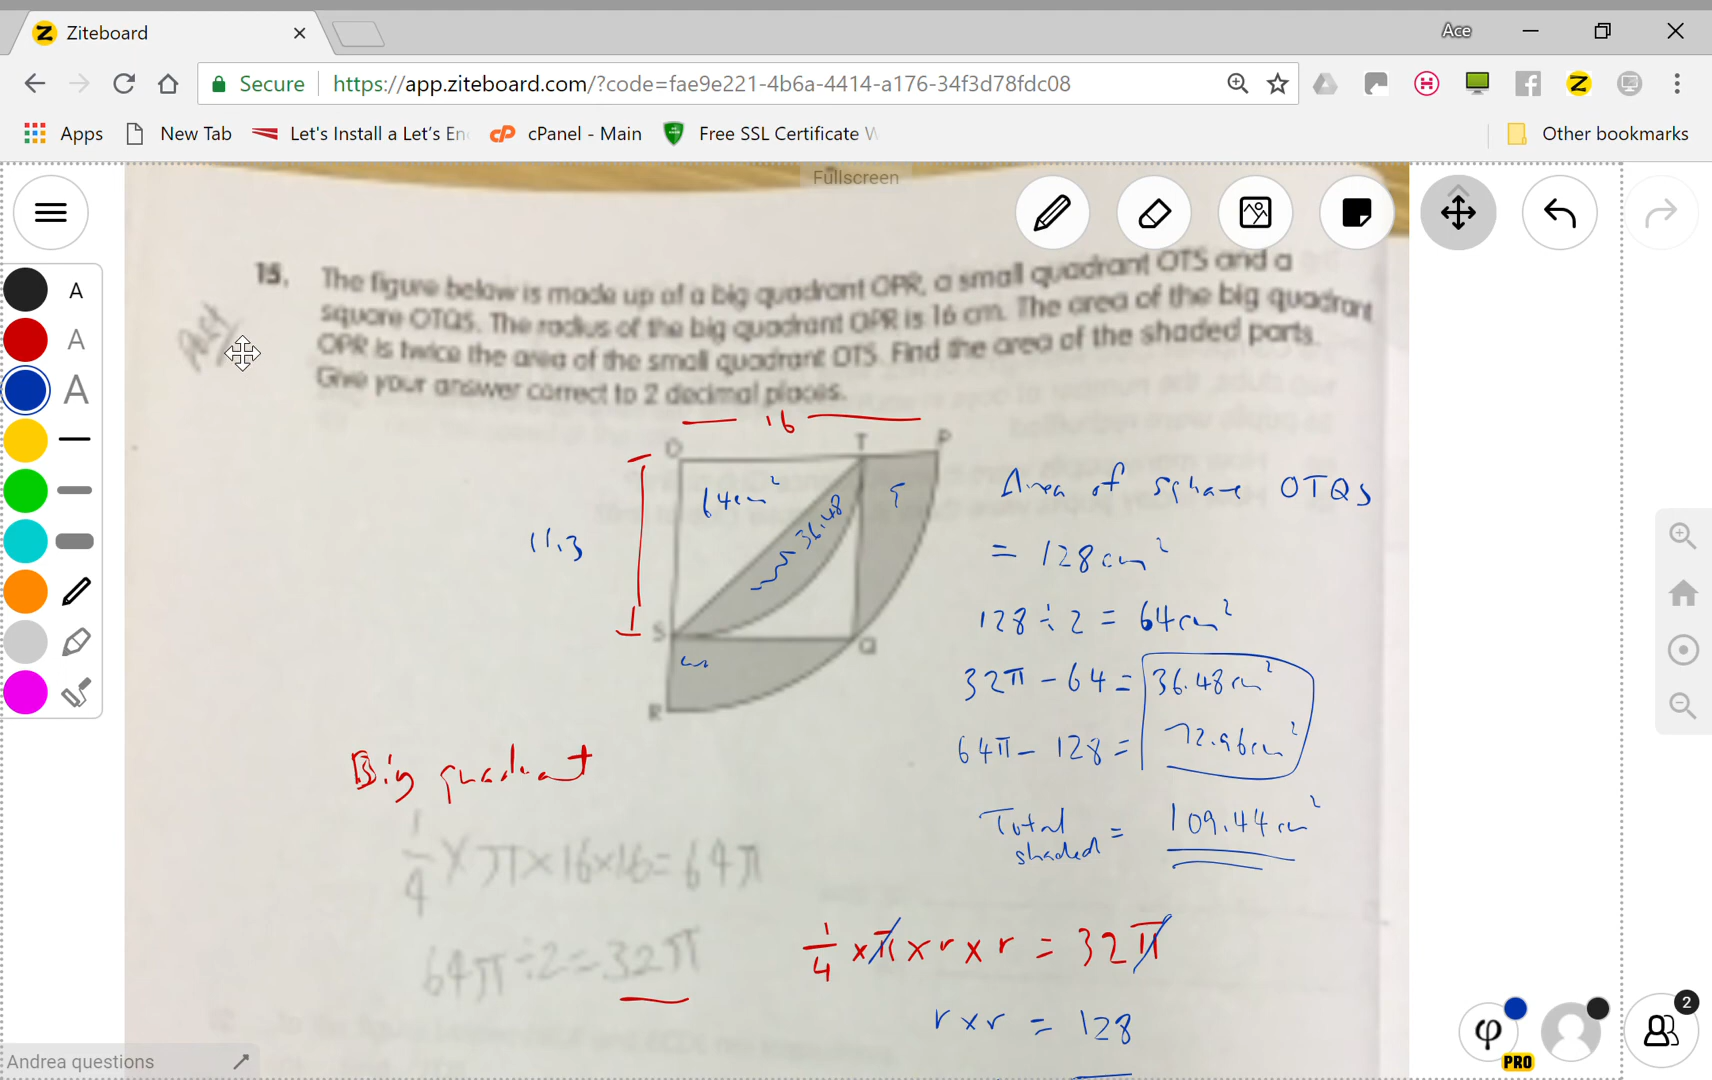 Ziteboard
Ace
Secure
https://app.ziteboard.com/?code=fae9e221-4b6a-4414-a176-34f3d78fdc08
Apps
New Tab
Let's Install a Let's En
cPanel - Main
Free SSL Certificate W
Other bookmarks
Fullscreen
15. The figure below is made up of a big quadrant OPR, a small quadrant OTS and a
square OTQS. The radius of the big quadrant OPR is 16 cm. The area of the big quadrant
OPR is twice the area of the small quadrant OTS. Find the area of the shaded parts.
Give your answer correct to 2 decimal places.
A
A
A
16
O T P
64cm²
36.48
11.3
S
Q
R
Area of square OTQS
= 128cm²
128 ÷ 2 = 64cm²
32π - 64 = 36.48cm²
64π - 128 = 72.96cm²
Total shaded = 109.44cm²
Big quadrant
1/4 × π × 16 × 16 = 64π
64π ÷ 2 = 32π
1/4 × π × r × r = 32π
r × r = 128
Andrea questions
φ
PRO
2